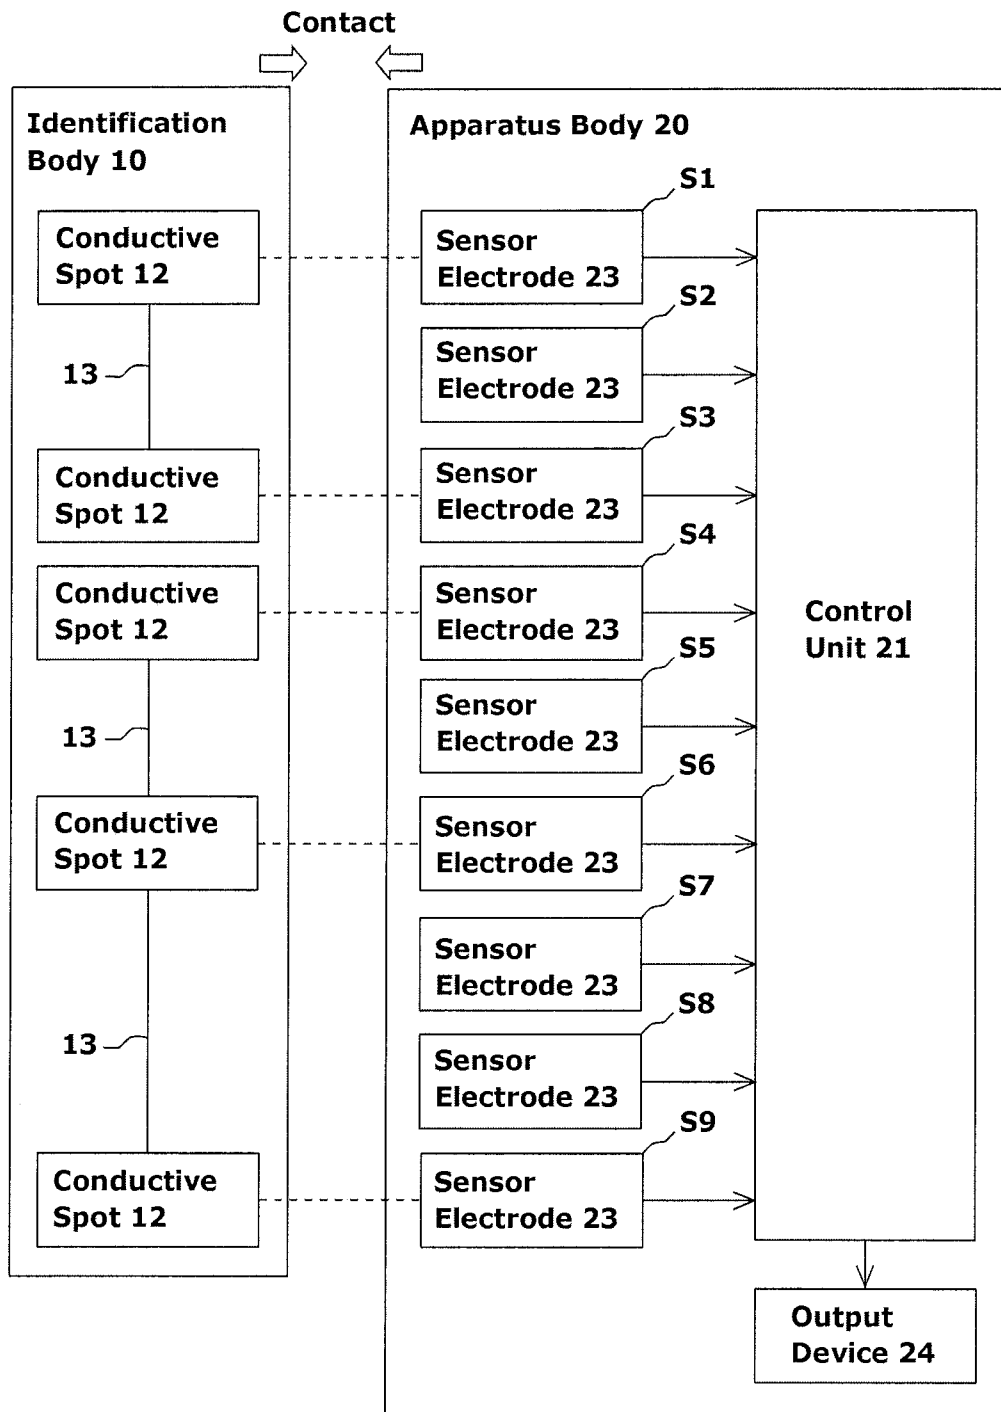 Contact
Identification
Body 10
Conductive
Spot 12
13
Conductive
Spot 12
Conductive
Spot 12
13
Conductive
Spot 12
13
Conductive
Spot 12
Apparatus Body 20
S1
Sensor
Electrode 23
S2
Sensor
Electrode 23
S3
Sensor
Electrode 23
S4
Sensor
Electrode 23
S5
Sensor
Electrode 23
S6
Sensor
Electrode 23
S7
Sensor
Electrode 23
S8
Sensor
Electrode 23
S9
Sensor
Electrode 23
Control
Unit 21
Output
Device 24